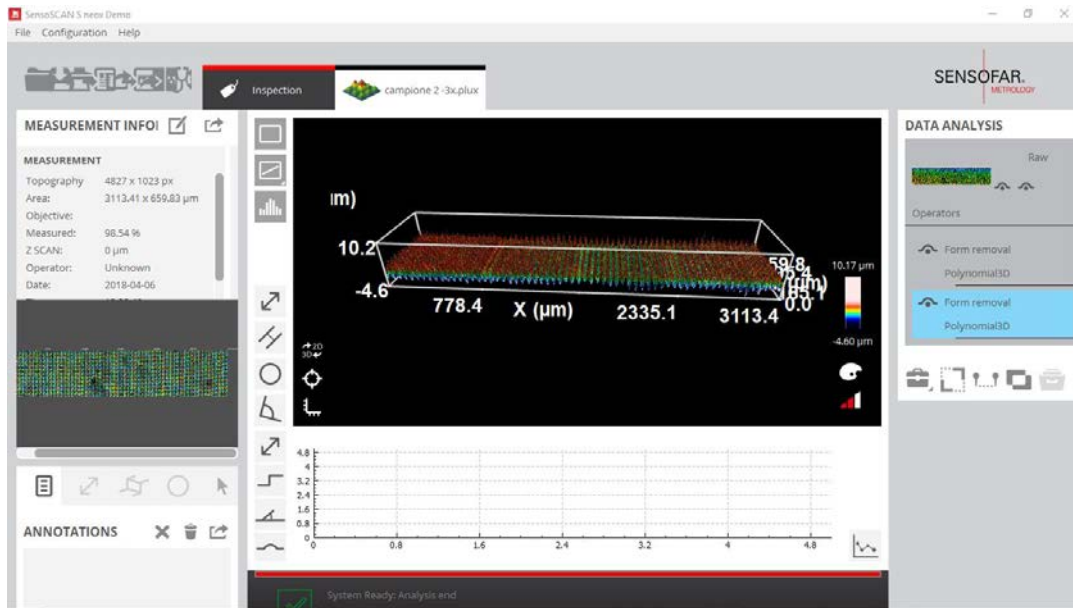 SensoSCAN S neox Demo
File Configuration Help
Inspection
campione 2 -3x.plux
SENSOFAR.
METROLOGY
MEASUREMENT INFO
MEASUREMENT
Topography 4827 x 1023 px
Area: 3113.41 x 659.83 µm
Objective:
Measured: 98.54 %
Z SCAN: 0 µm
Operator: Unknown
Date: 2018-04-06
ANNOTATIONS
10.2
-4.6
778.4
X (µm)
2335.1
3113.4
0.0
10.17 µm
-4.60 µm
2D
3D
4.8
4
3.2
2.4
1.6
0.8
0
0 0.8 1.6 2.4 3.2 4 4.8
System Ready: Analysis end
DATA ANALYSIS
Raw
Operators
Form removal
Polynomial3D
Form removal
Polynomial3D